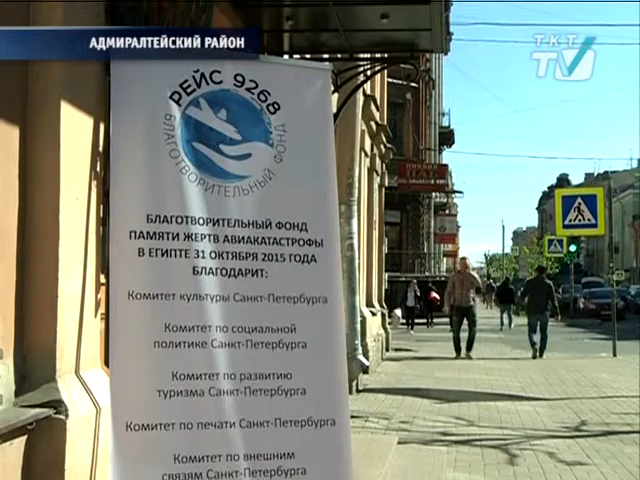 АДМИРАЛТЕЙСКИЙ РАЙОН
ТКТ
TV
РЕЙС 9268
БЛАГОТВОРИТЕЛЬНЫЙ ФОНД
БЛАГОТВОРИТЕЛЬНЫЙ ФОНД
ПАМЯТИ ЖЕРТВ АВИАКАТАСТРОФЫ
В ЕГИПТЕ 31 ОКТЯБРЯ 2015 ГОДА
БЛАГОДАРИТ:
Комитет культуры Санкт-Петербурга
Комитет по социальной
политике Санкт-Петербурга
Комитет по развитию
туризма Санкт-Петербурга
Комитет по печати Санкт-Петербурга
Комитет по внешним
связям Санкт-Петербурга